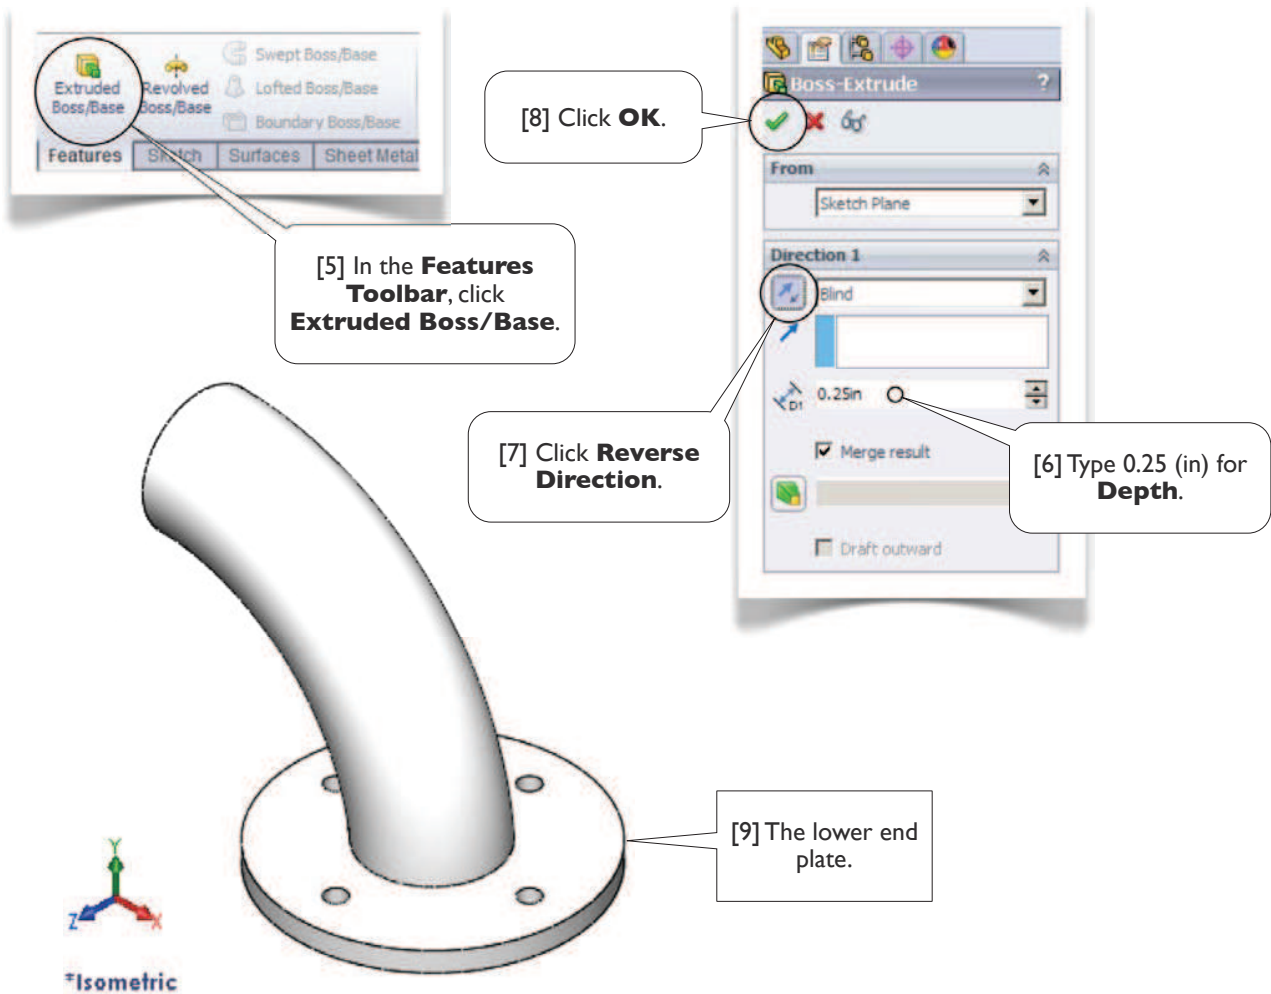 Extruded
Boss/Base
Revolved
Boss/Base
Swept Boss/Base
Lofted Boss/Base
Boundary Boss/Base
Features
Sketch
Surfaces
Sheet Metal
[5] In the Features
Toolbar, click
Extruded Boss/Base.
[8] Click OK.
Boss-Extrude
?
From
Sketch Plane
Direction 1
Blind
D1
0.25in
Merge result
Draft outward
[7] Click Reverse
Direction.
[6] Type 0.25 (in) for
Depth.
[9] The lower end
plate.
Y
Z
X
*Isometric